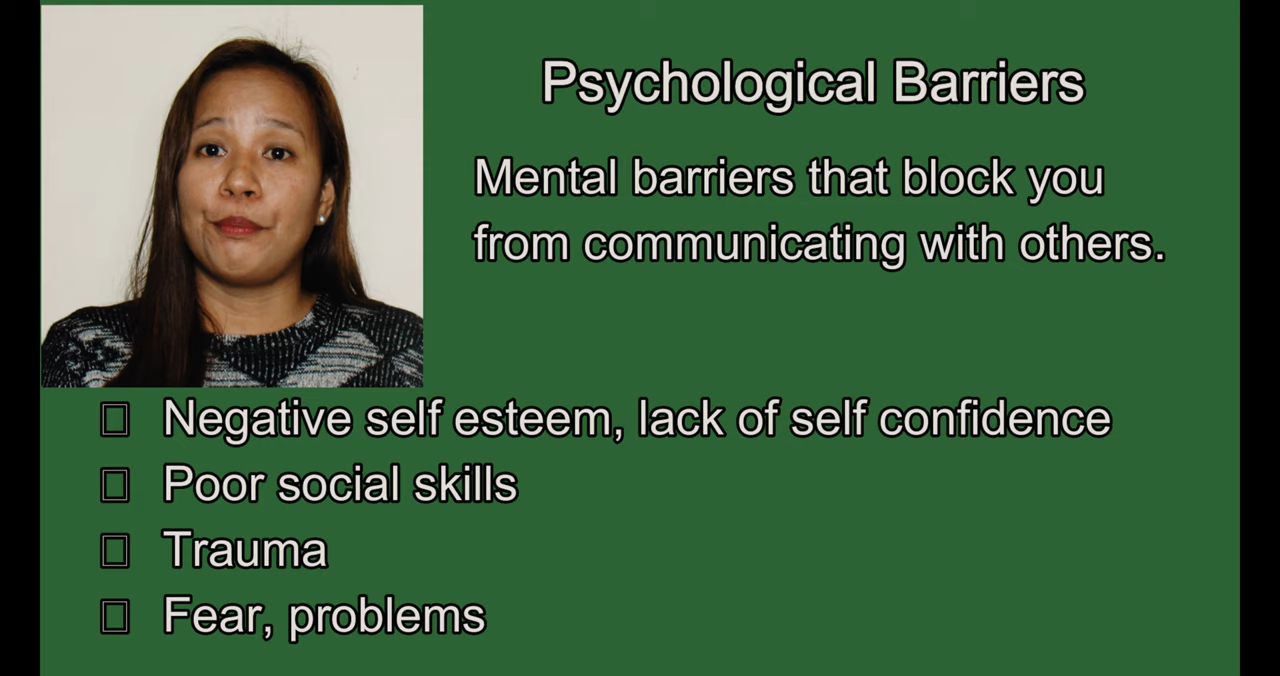 Psychological Barriers
Mental barriers that block you
from communicating with others.
Negative self esteem, lack of self confidence
Poor social skills
Trauma
Fear, problems